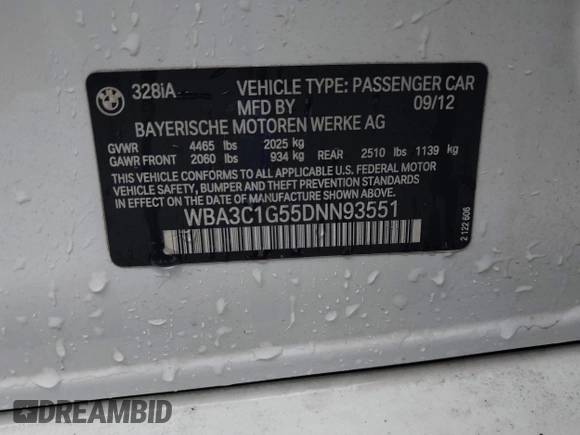 BMW
328iA VEHICLE TYPE: PASSENGER CAR
MFD BY 09/12
BAYERISCHE MOTOREN WERKE AG
GVWR 4465 lbs 2025 kg
GAWR FRONT 2060 lbs 934 kg REAR 2510 lbs 1139 kg
THIS VEHICLE CONFORMS TO ALL APPLICABLE U.S. FEDERAL MOTOR
VEHICLE SAFETY, BUMPER, AND THEFT PREVENTION STANDARDS
IN EFFECT ON THE DATE OF MANUFACTURE SHOWN ABOVE.
WBA3C1G55DNN93551
2 122 606
DREAMBID